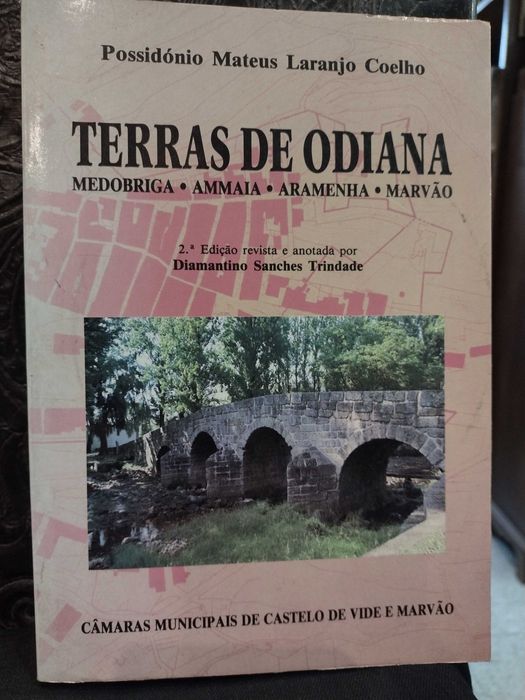 Possidónio Mateus Laranjo Coelho
TERRAS DE ODIANA
MEDOBRIGA • AMMAIA • ARAMENHA • MARVÃO
2.ª Edição revista e anotada por
Diamantino Sanches Trindade
CÂMARAS MUNICIPAIS DE CASTELO DE VIDE E MARVÃO